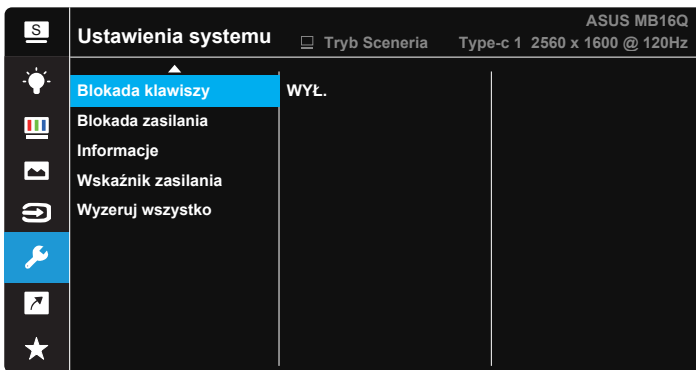 S
ASUS MB16Q
Ustawienia systemu
Tryb Sceneria Type-c 1 2560 x 1600 @ 120Hz
Blokada klawiszy WYŁ.
Blokada zasilania
Informacje
Wskaźnik zasilania
Wyzeruj wszystko